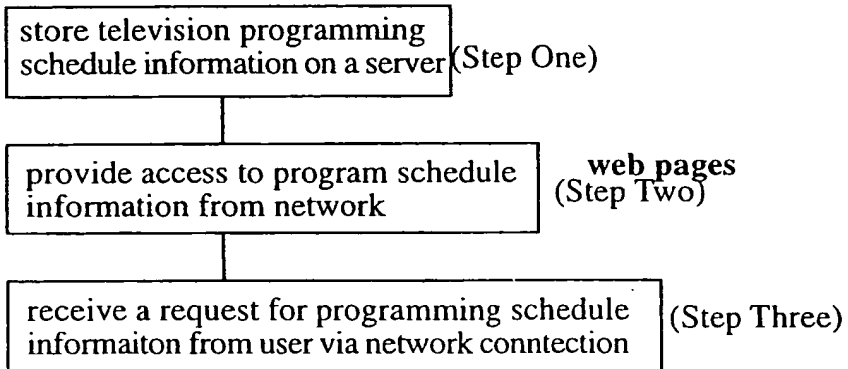 store television programming
schedule information on a server (Step One)
provide access to program schedule web pages
information from network (Step Two)
receive a request for programming schedule (Step Three)
informaiton from user via network conntection